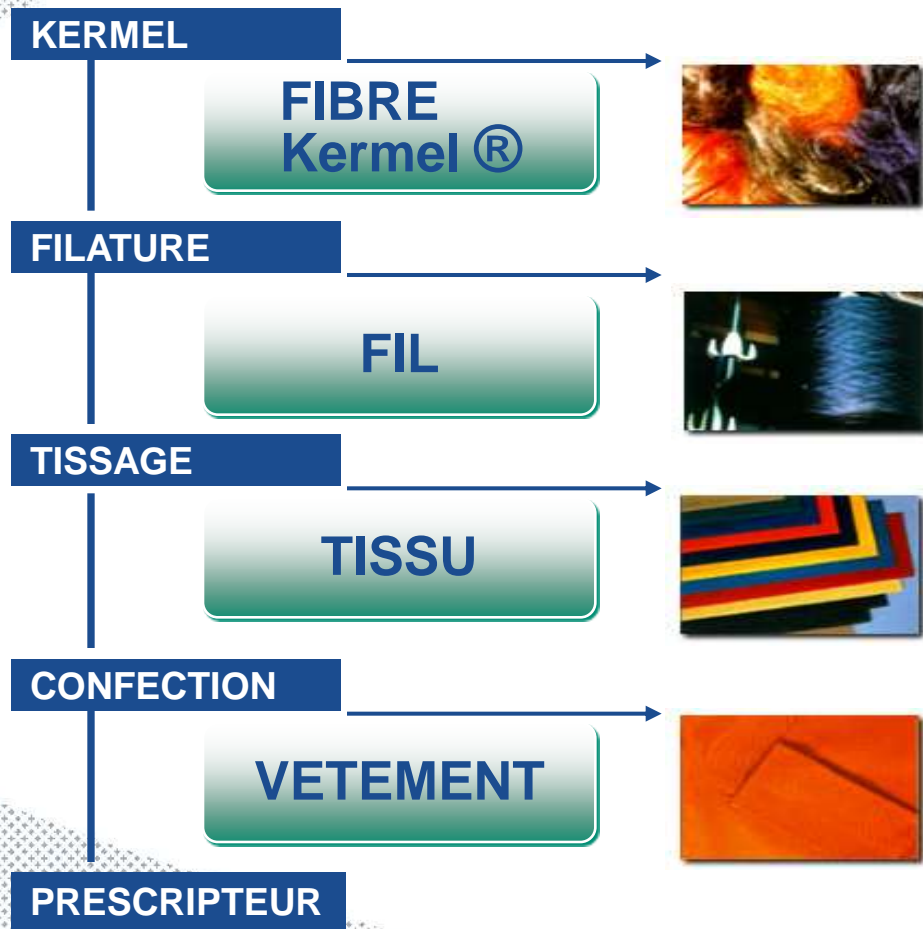 KERMEL
FIBRE
Kermel ®
FILATURE
FIL
TISSAGE
TISSU
CONFECTION
VETEMENT
PRESCRIPTEUR